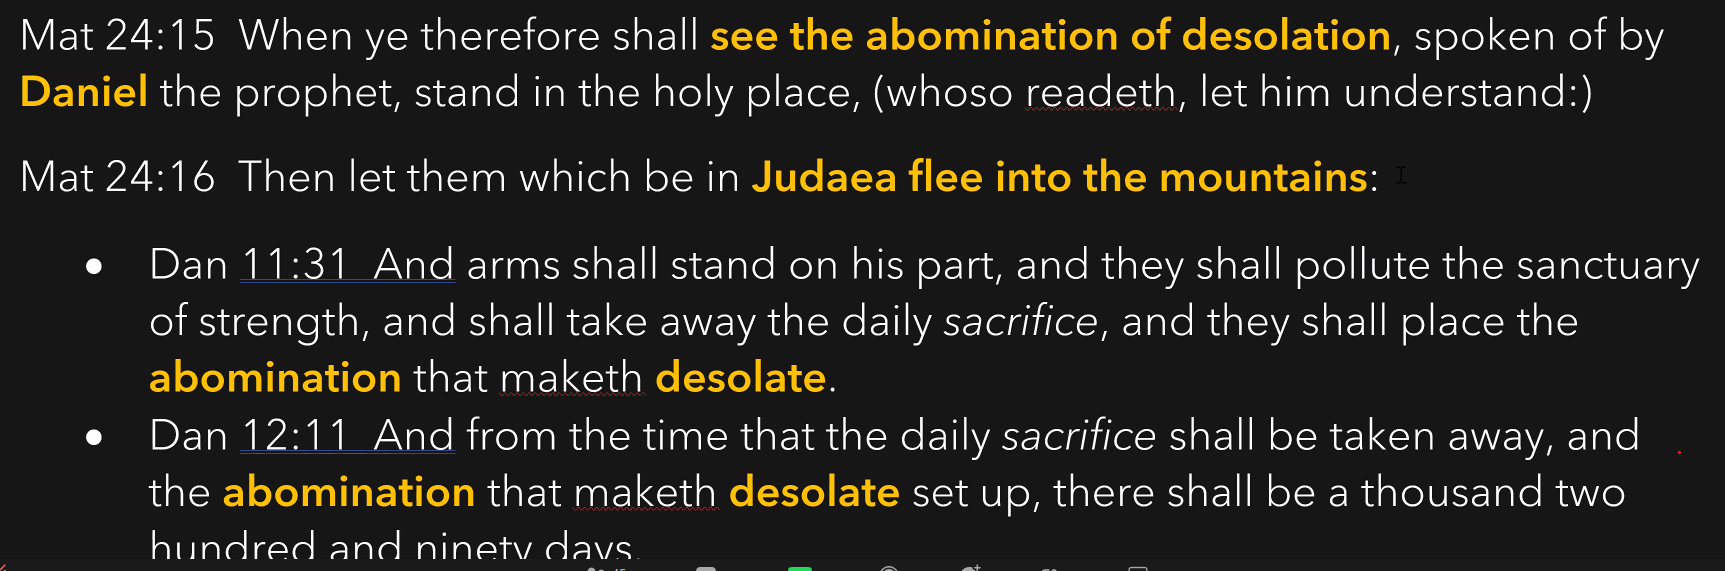 Mat 24:15  When ye therefore shall see the abomination of desolation, spoken of by
Daniel the prophet, stand in the holy place, (whoso readeth, let him understand:)
Mat 24:16  Then let them which be in Judaea flee into the mountains:
• Dan 11:31  And arms shall stand on his part, and they shall pollute the sanctuary
of strength, and shall take away the daily sacrifice, and they shall place the
abomination that maketh desolate.
• Dan 12:11  And from the time that the daily sacrifice shall be taken away, and
the abomination that maketh desolate set up, there shall be a thousand two
hundred and ninety days.